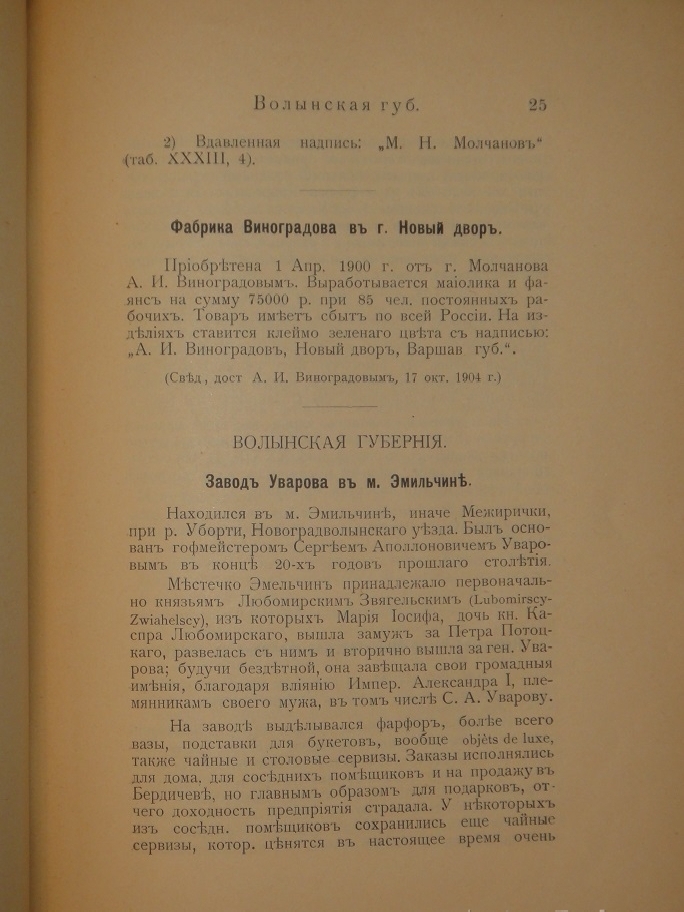 Волынская губ. 25
2) Вдавленная надпись: „М. Н. Молчановъ“
(таб. XXXIII, 4).
Фабрика Виноградова въ г. Новый дворъ.
Пріобрѣтена 1 Апр. 1900 г. отъ г. Молчанова
А. И. Виноградовымъ. Выработывается маіолика и фа-
янсъ на сумму 75000 р. при 85 чел. постоянныхъ ра-
бочихъ. Товаръ имѣетъ сбытъ по всей Россіи. На из-
дѣліяхъ ставится клеймо зеленаго цвѣта съ надписью:
„А. И. Виноградовъ, Новый дворъ, Варшав губ.“.
(Свѣд, дост А. И. Виноградовымъ, 17 окт. 1904 г.)
ВОЛЫНСКАЯ ГУБЕРНІЯ.
Заводъ Уварова въ м. Эмильчинѣ.
Находился въ м. Эмильчинѣ, иначе Межирички,
при р. Уборти, Новоградволынскаго уѣзда. Былъ осно-
ванъ гофмейстеромъ Сергѣемъ Аполлоновичемъ Уваро-
вымъ въ концѣ 20-хъ годовъ прошлаго столѣтія.
Мѣстечко Эмельчинъ принадлежало первоначаль-
но князьямъ Любомирскимъ Звягельскимъ (Lubomirscy-
Zwiahelscy), изъ которыхъ Марія Іосифа, дочь кн. Ка-
спра Любомирскаго, вышла замужъ за Петра Потоц-
каго, развелась съ нимъ и вторично вышла за ген. Ува-
рова; будучи бездѣтной, она завѣщала свои громадныя
имѣнія, благодаря вліянію Импер. Александра I, пле-
мянникамъ своего мужа, въ томъ числѣ С. А. Уварову.
На заводѣ выдѣлывался фарфоръ, болѣе всего
вазы, подставки для букетовъ, вообще objèts de luxe,
также чайные и столовые сервизы. Заказы исполнялись
для дома, для сосѣднихъ помѣщиковъ и на продажу въ
Бердичевѣ, но главнымъ образомъ для подарковъ, от-
чего доходность предпріятія страдала. У нѣкоторыхъ
изъ сосѣдн. помѣщиковъ сохранились еще чайные
сервизы, котор. цѣнятся въ настоящее время очень